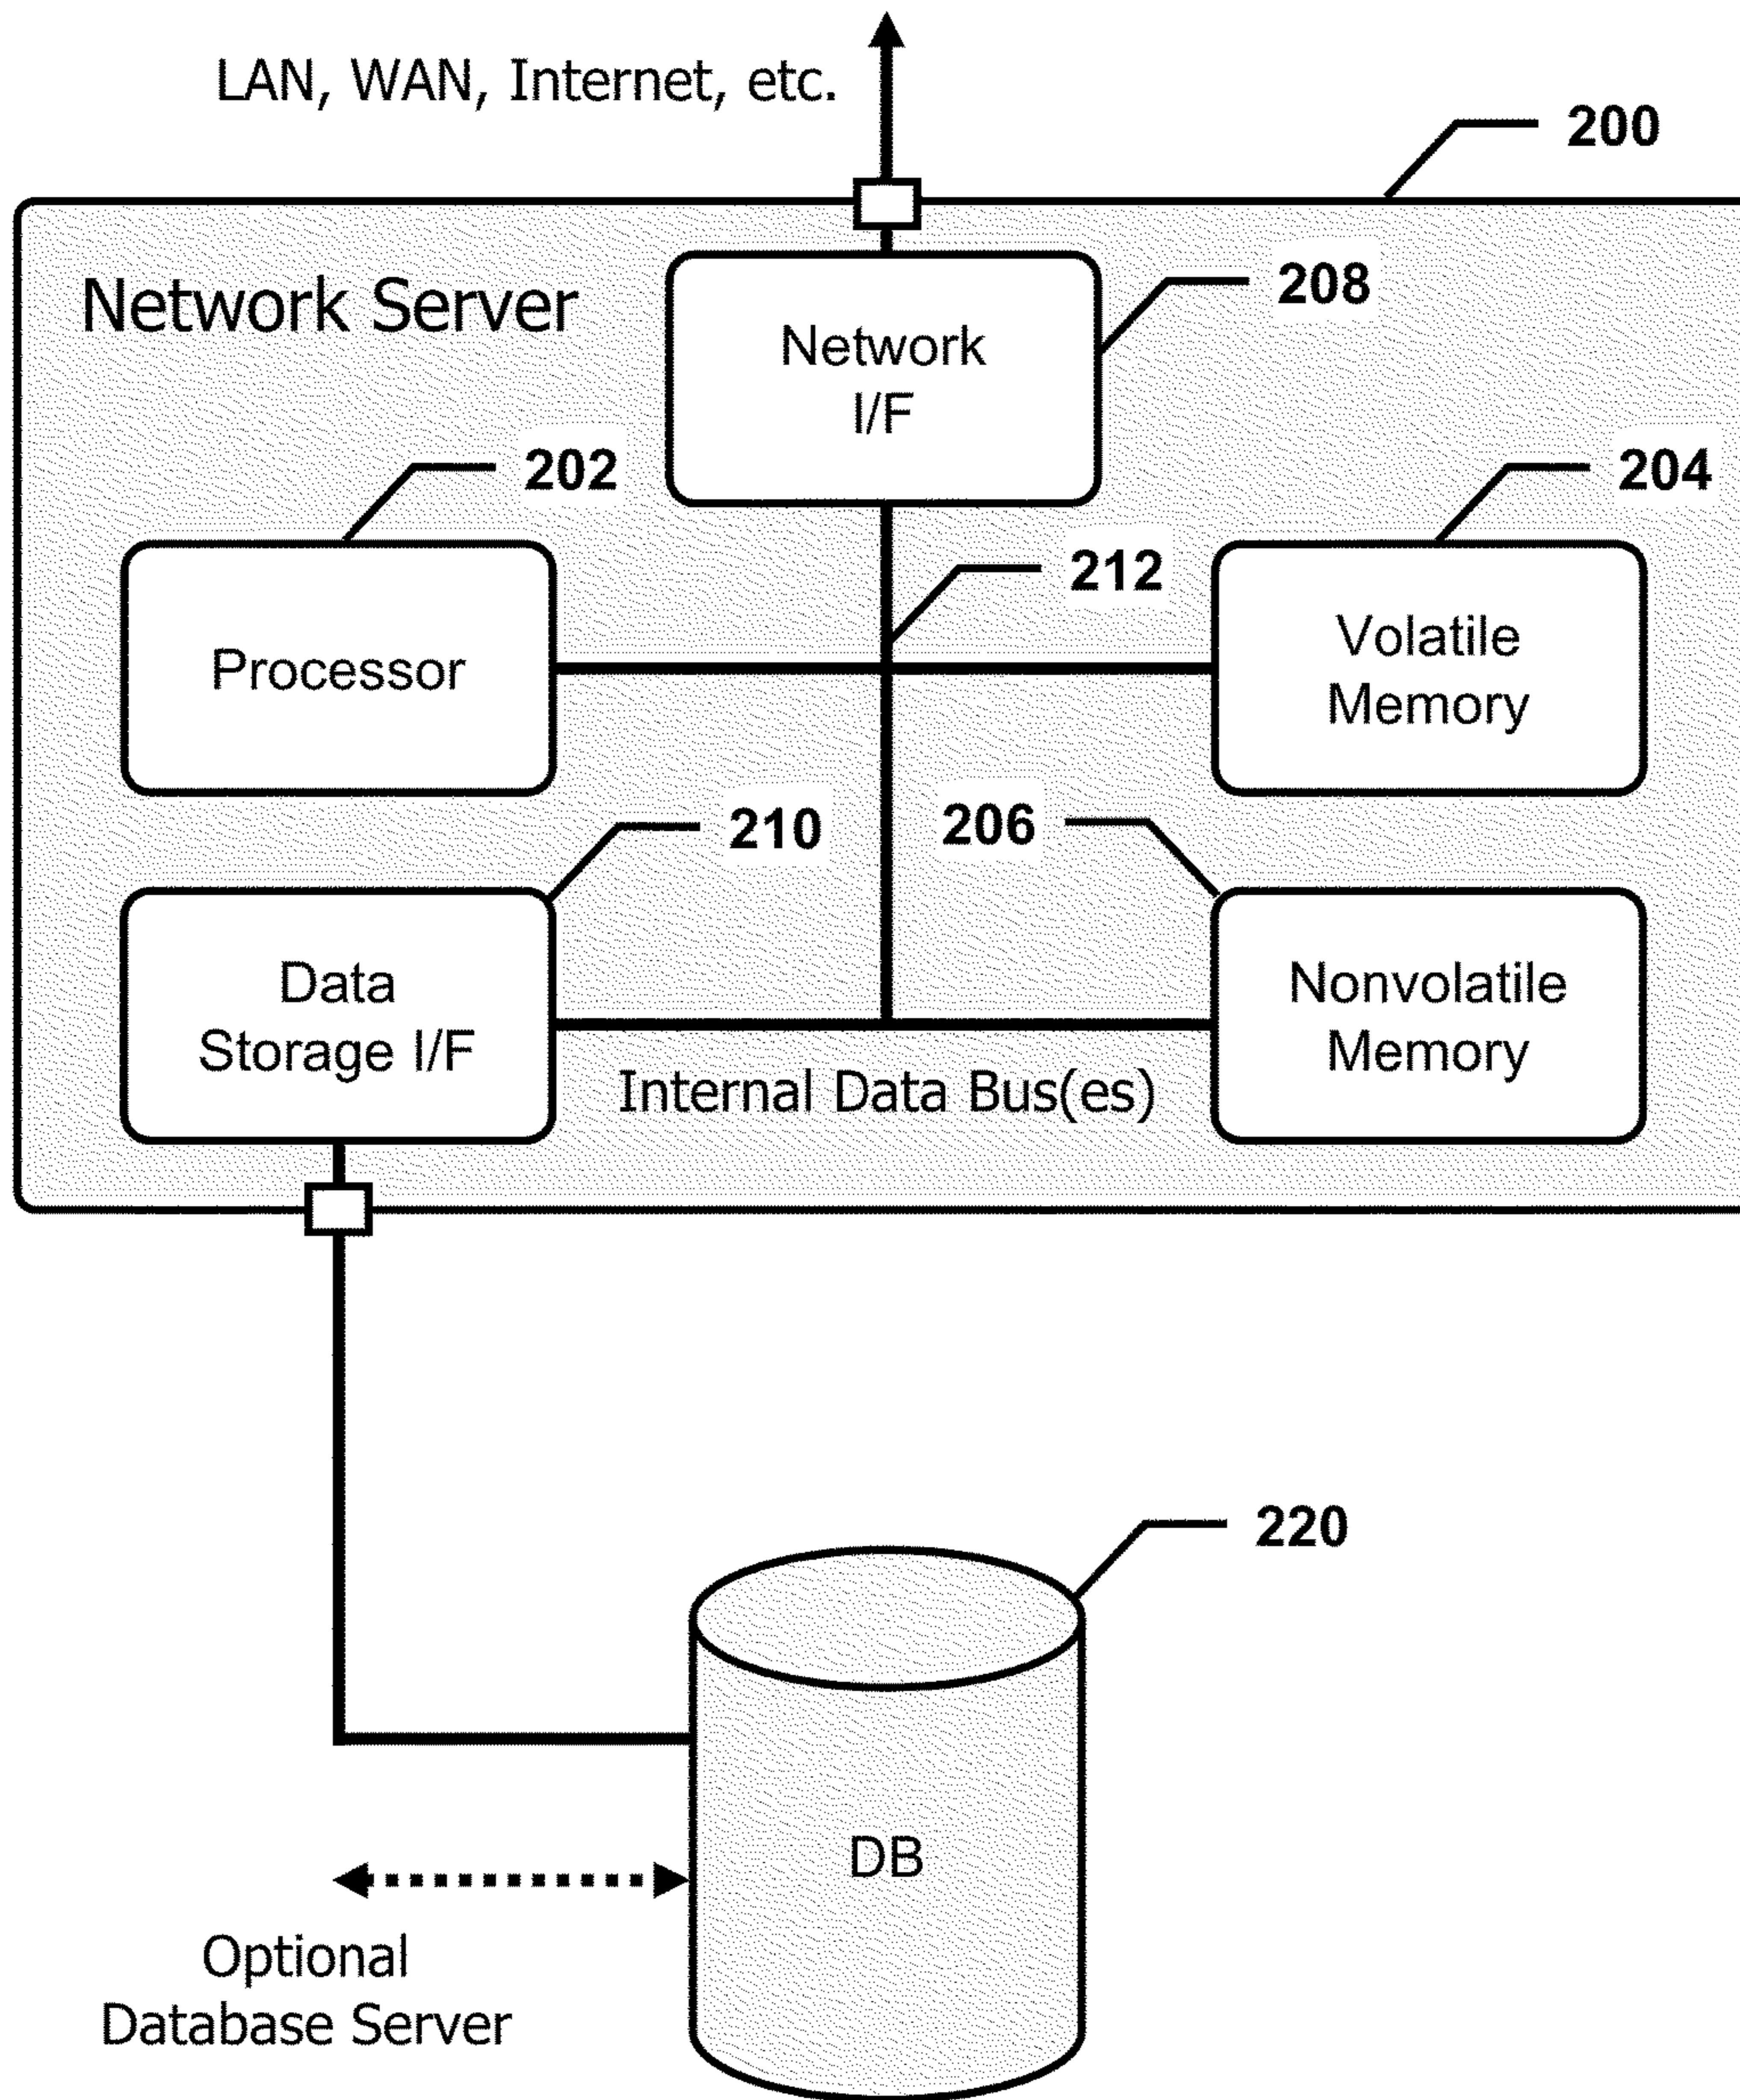 LAN, WAN, Internet, etc.
200
Network Server
208
Network
I/F
202
204
212
Processor
Volatile
Memory
210
206
Data
Storage I/F
Nonvolatile
Memory
Internal Data Bus(es)
220
DB
Optional
Database Server